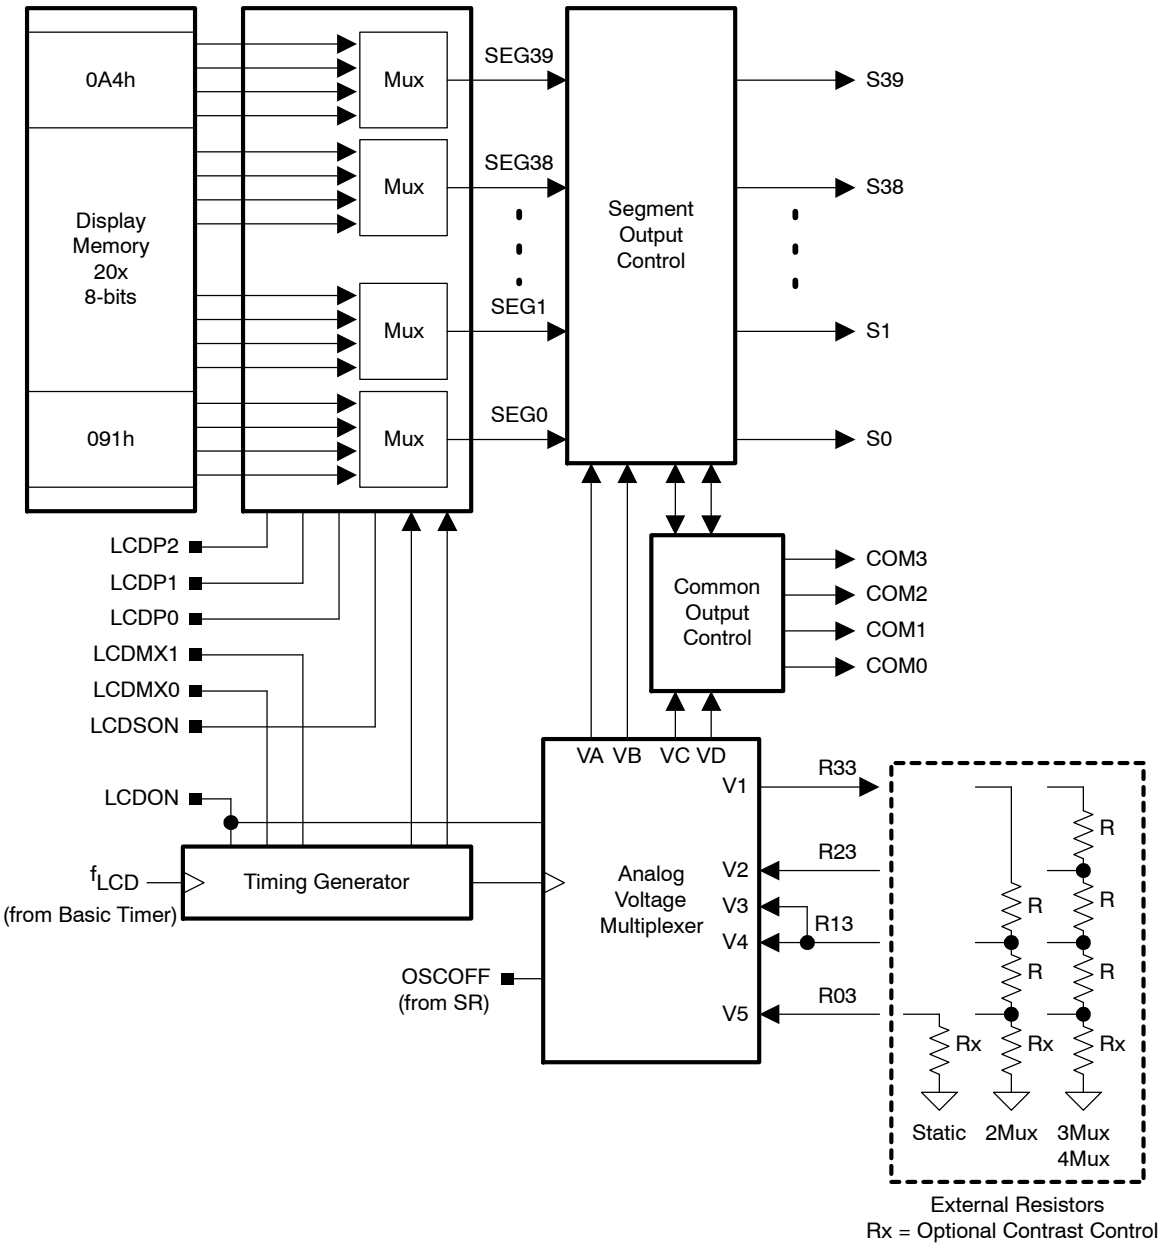 0A4h
Display
Memory
20x
8-bits
091h
Mux
Mux
Mux
Mux
SEG39
SEG38
SEG1
SEG0
Segment
Output
Control
S39
S38
S1
S0
LCDP2
LCDP1
LCDP0
LCDMX1
LCDMX0
LCDSON
LCDON
fLCD
(from Basic Timer)
Timing Generator
OSCOFF
(from SR)
Common
Output
Control
COM3
COM2
COM1
COM0
VA VB VC VD
V1
V2
V3
V4
V5
Analog
Voltage
Multiplexer
R33
R23
R13
R03
R
R
R
R
R
Rx
Rx
Rx
Static
2Mux
3Mux
4Mux
External Resistors
Rx = Optional Contrast Control